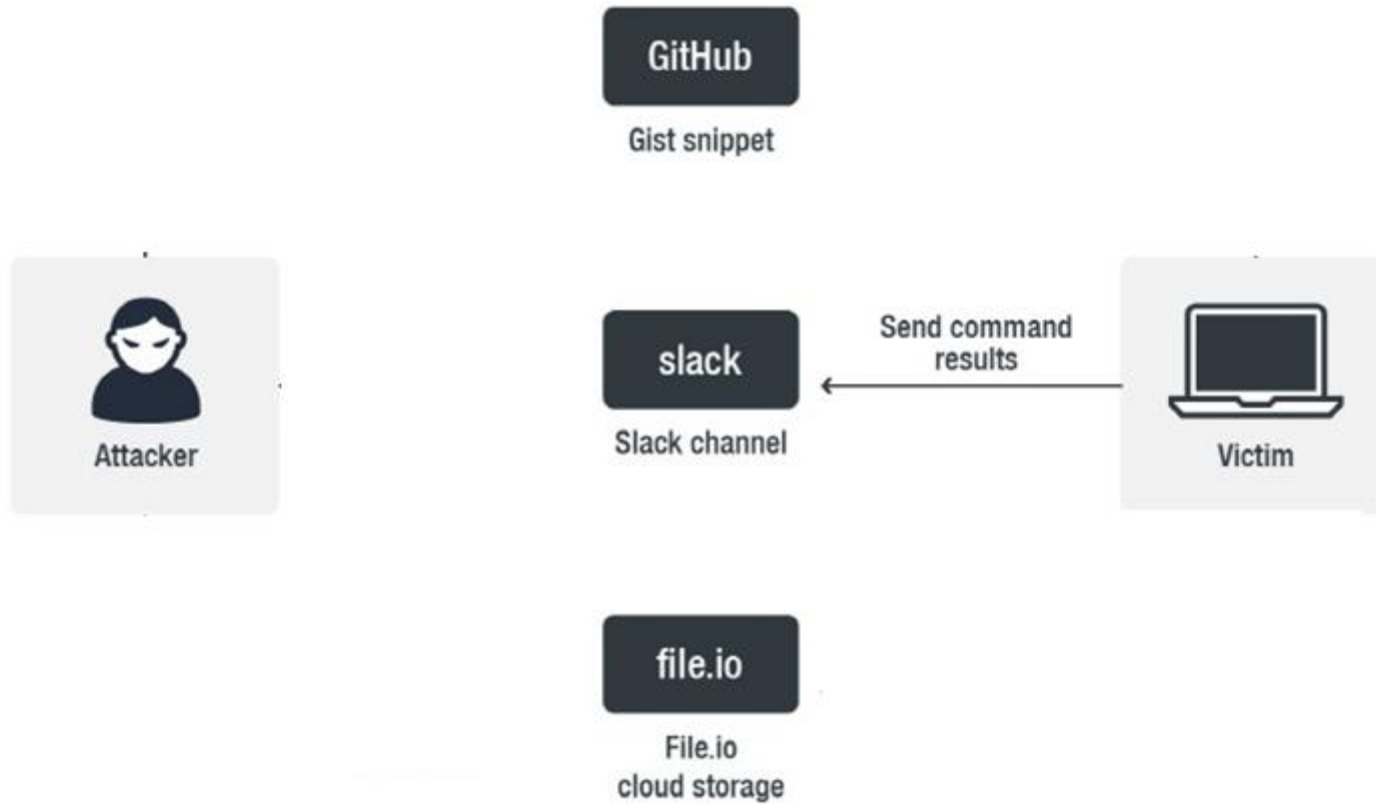 GitHub
Gist snippet
Attacker
slack
Slack channel
Send command
results
Victim
file.io
File.io
cloud storage